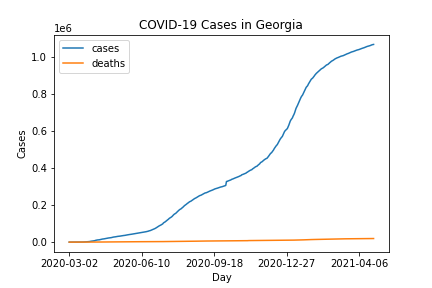 COVID-19 Cases in Georgia
1e6
cases
deaths
1.0
0.8
0.6
0.4
0.2
0.0
Cases
2020-03-02 2020-06-10 2020-09-18 2020-12-27 2021-04-06
Day